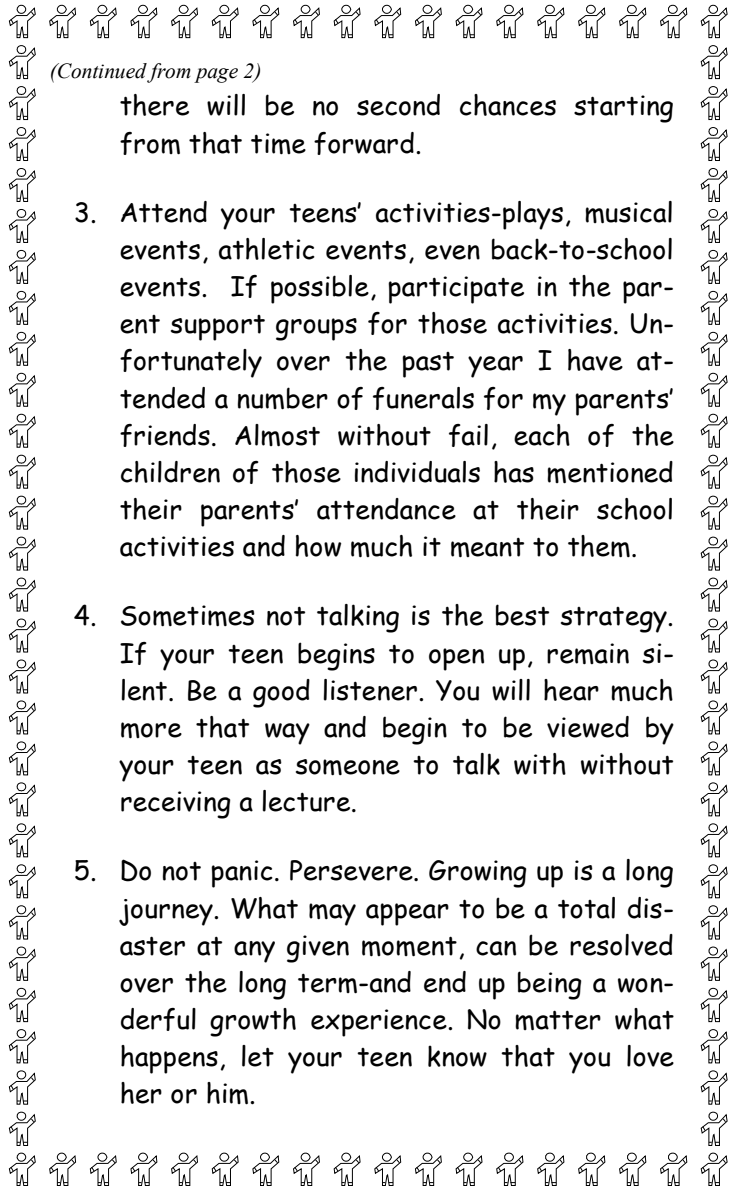 (Continued from page 2)
there will be no second chances starting
from that time forward.
3. Attend your teens’ activities-plays, musical
events, athletic events, even back-to-school
events. If possible, participate in the par-
ent support groups for those activities. Un-
fortunately over the past year I have at-
tended a number of funerals for my parents’
friends. Almost without fail, each of the
children of those individuals has mentioned
their parents’ attendance at their school
activities and how much it meant to them.
4. Sometimes not talking is the best strategy.
If your teen begins to open up, remain si-
lent. Be a good listener. You will hear much
more that way and begin to be viewed by
your teen as someone to talk with without
receiving a lecture.
5. Do not panic. Persevere. Growing up is a long
journey. What may appear to be a total dis-
aster at any given moment, can be resolved
over the long term-and end up being a won-
derful growth experience. No matter what
happens, let your teen know that you love
her or him.